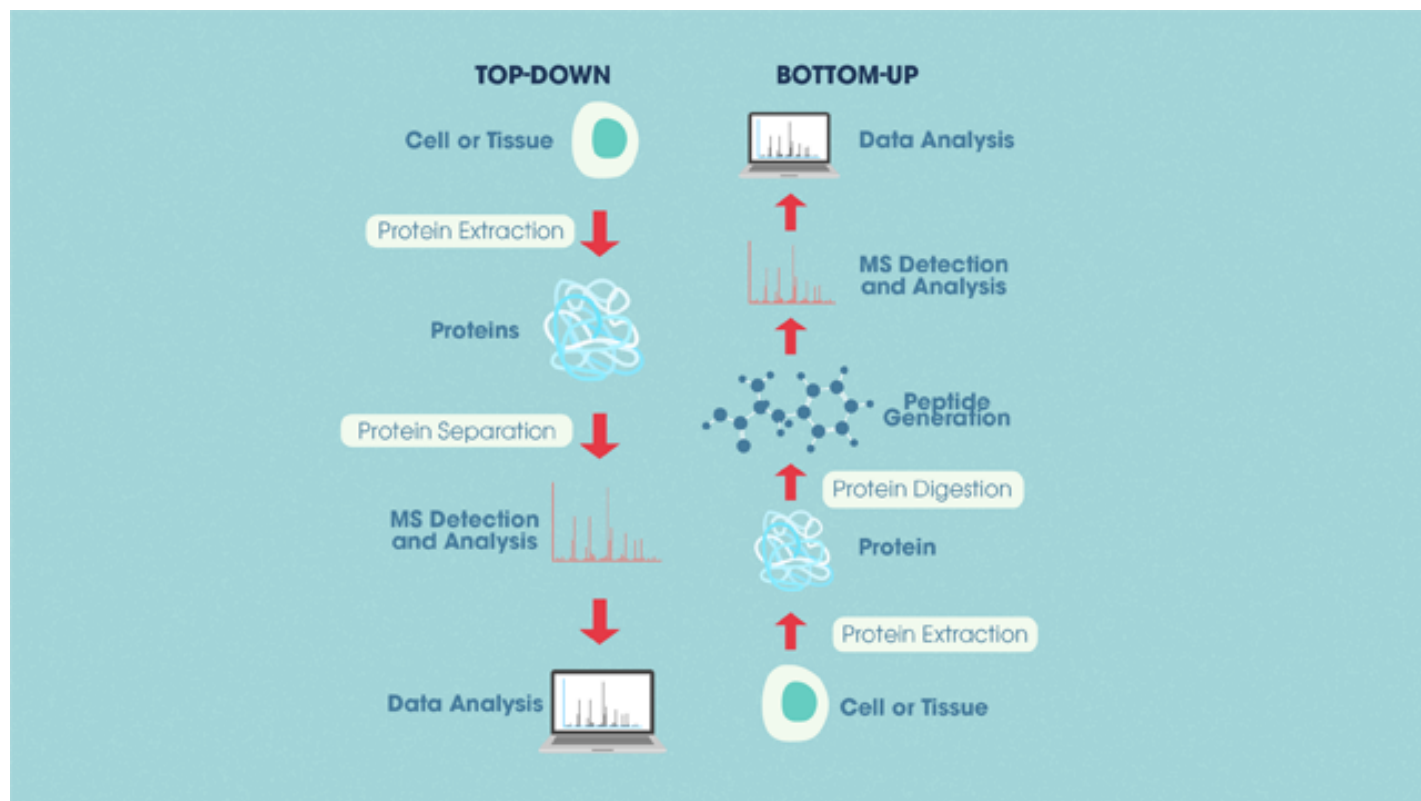 TOP-DOWN
Cell or Tissue
Protein Extraction
Proteins
Protein Separation
MS Detection
and Analysis
Data Analysis
BOTTOM-UP
Data Analysis
MS Detection
and Analysis
Peptide
Generation
Protein Digestion
Protein
Protein Extraction
Cell or Tissue